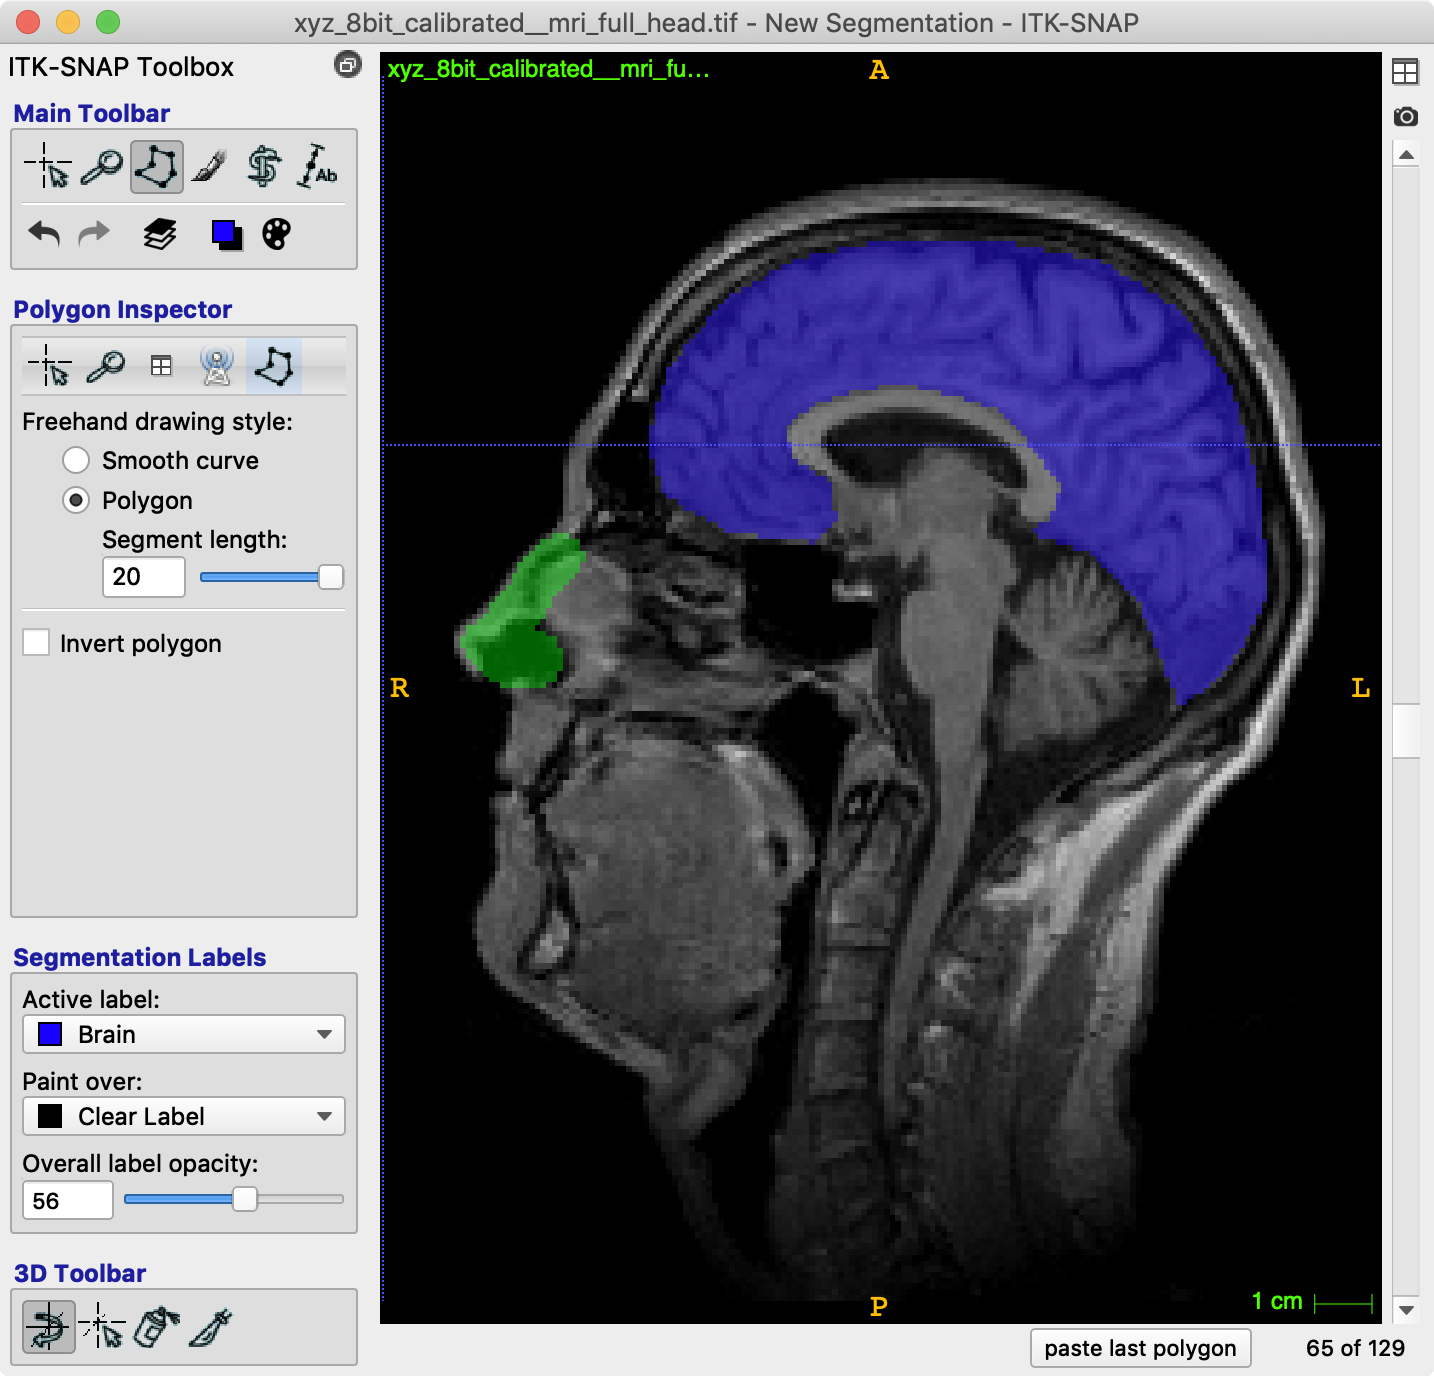 xyz_8bit_calibrated__mri_full_head.tif - New Segmentation - ITK-SNAP
ITK-SNAP Toolbox
Main Toolbar
Ab
Polygon Inspector
Freehand drawing style:
Smooth curve
Polygon
Segment length:
20
Invert polygon
Segmentation Labels
Active label:
Brain
Paint over:
Clear Label
Overall label opacity:
56
3D Toolbar
xyz_8bit_calibrated__mri_fu...
A
R
L
P
1 cm
paste last polygon
65 of 129